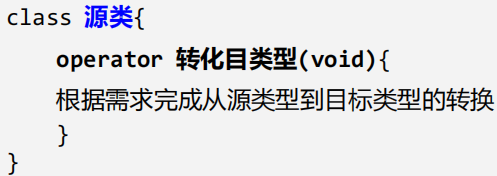 class 源类{
operator 转化目类型(void){
根据需求完成从源类型到目标类型的转换
}
}